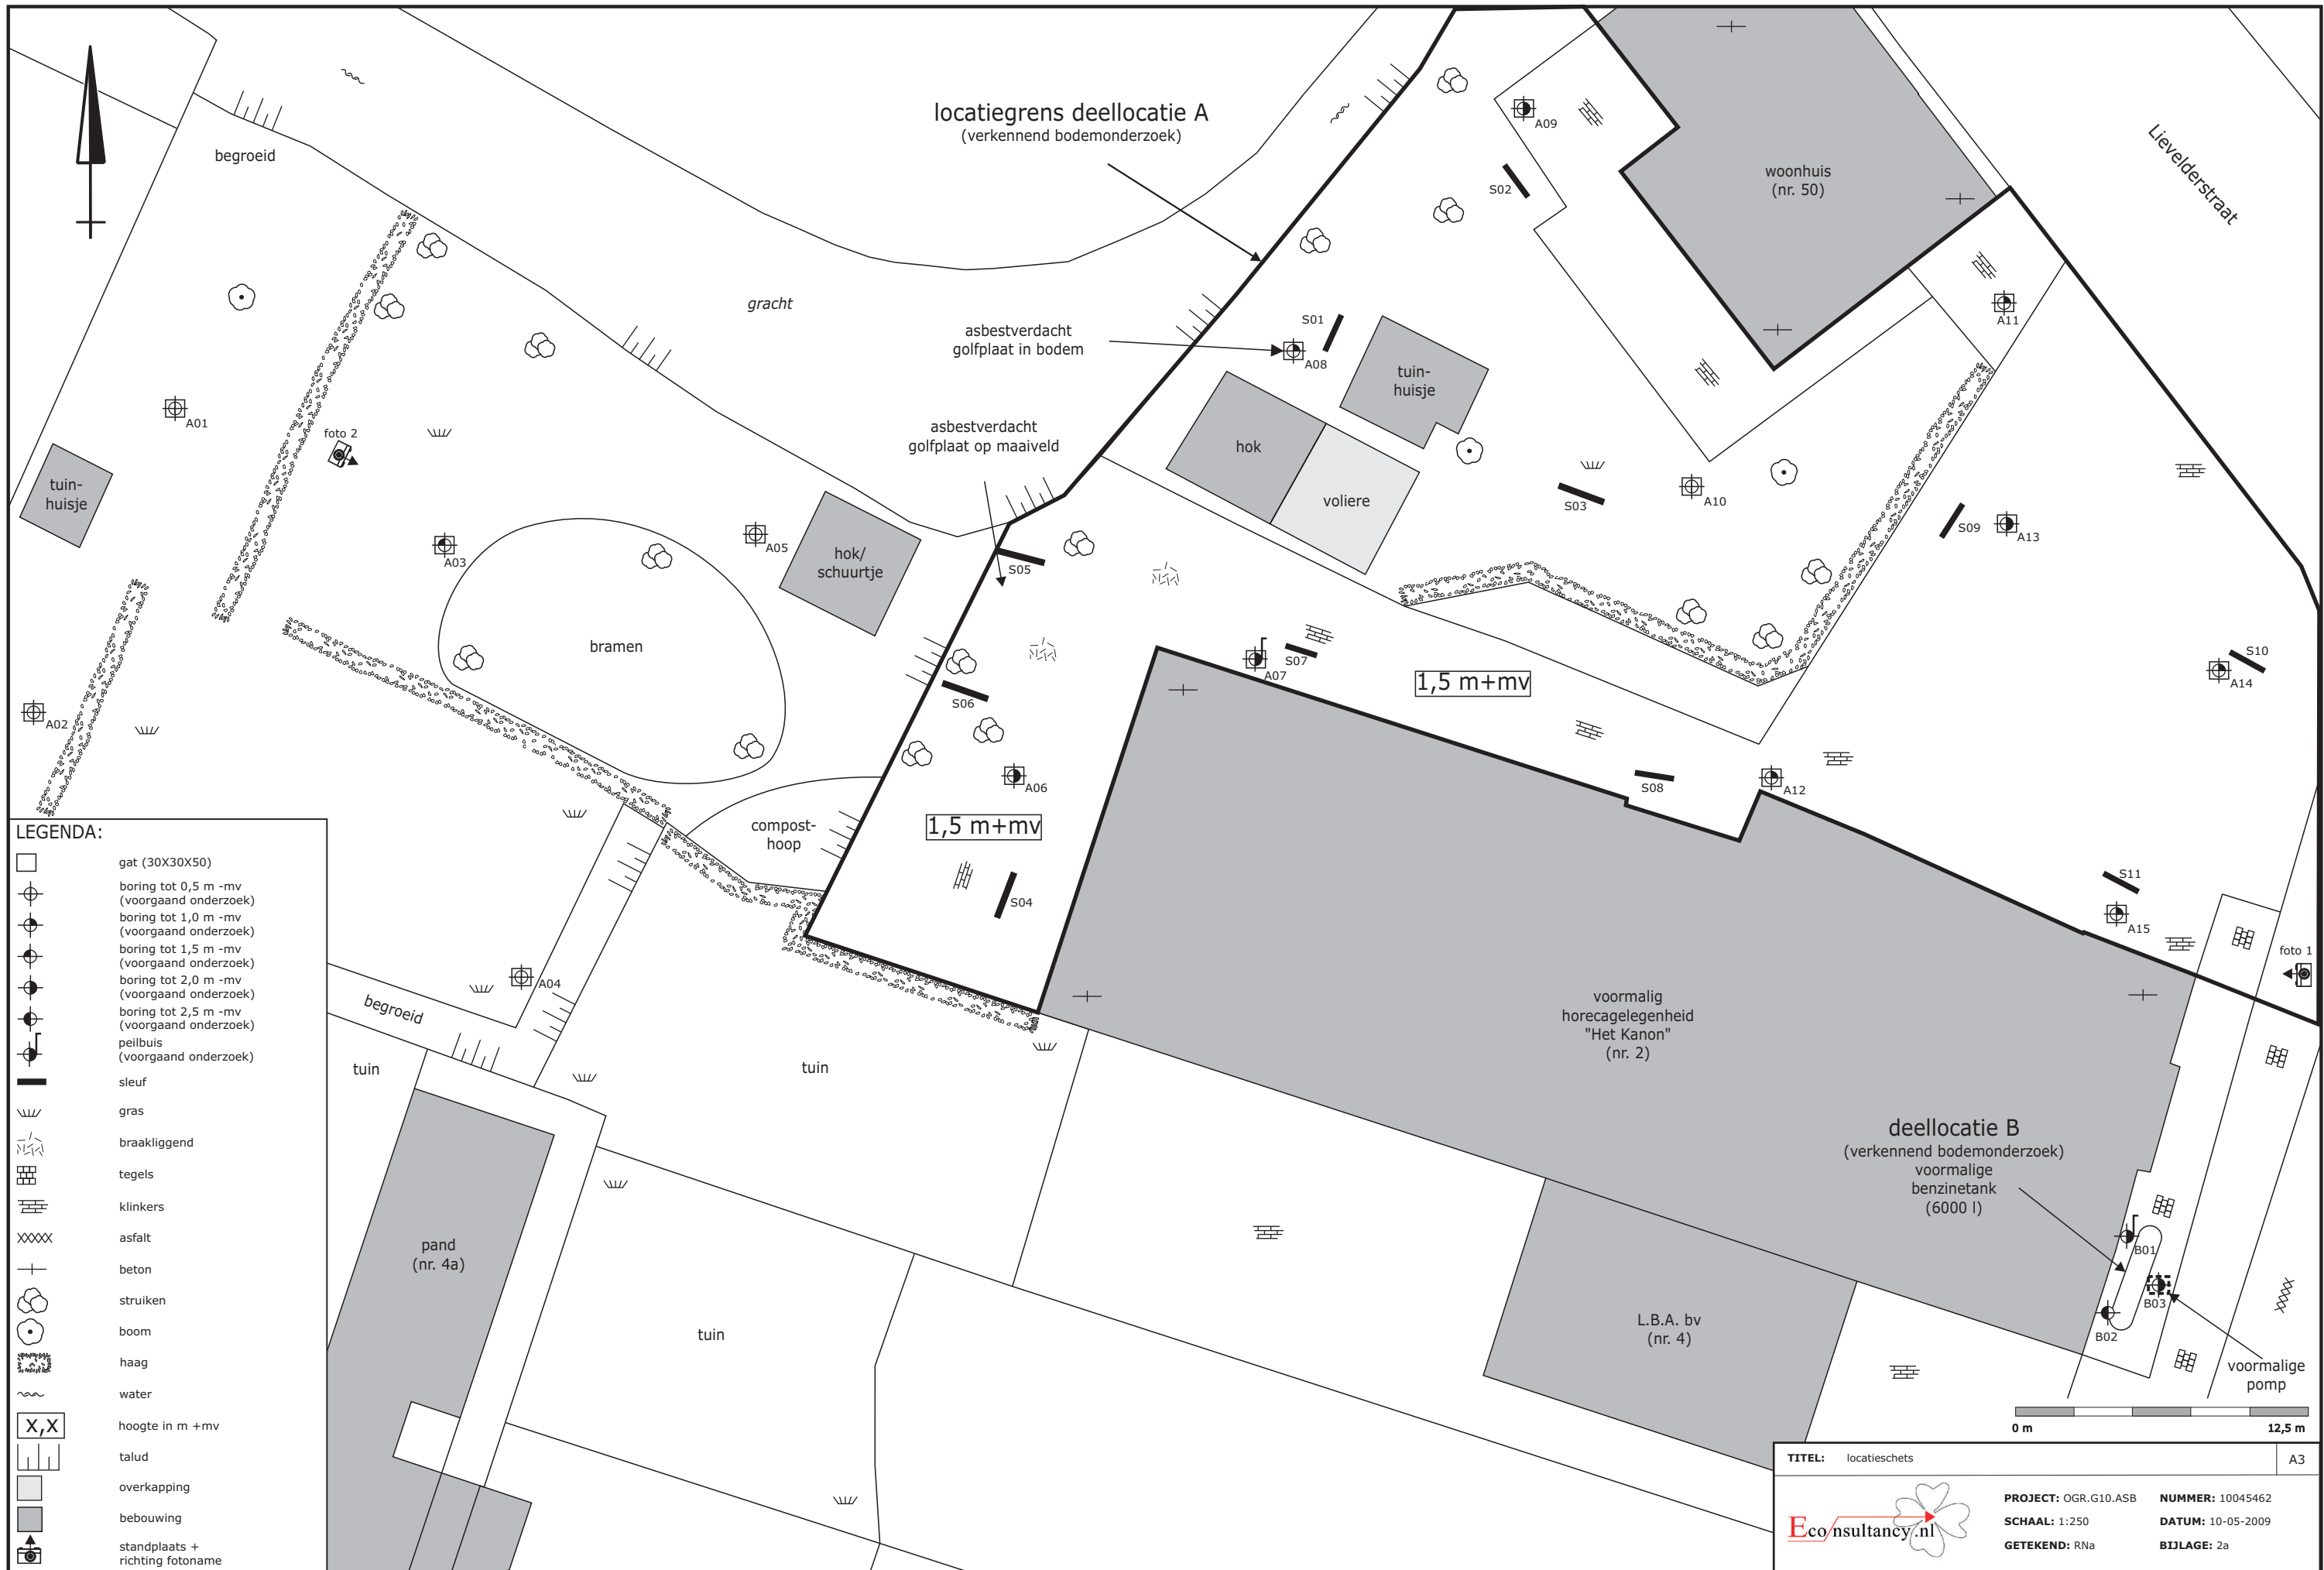 locatiegrens deellocatie A
(verkennend bodemonderzoek)
begroeid
gracht
asbestverdacht
golfplaat in bodem
asbestverdacht
golfplaat op maaiveld
A09
S02
woonhuis
(nr. 50)
Lievelderstraat
A11
S01
A08
tuin-
huisje
hok
voliere
A01
foto 2
tuin-
huisje
A03
A05
hok/
schuurtje
S05
S03
A10
S09
A13
bramen
A02
S06
A07
S07
1,5 m+mv
S10
A14
A06
S08
A12
1,5 m+mv
compost-
hoop
S04
S11
A15
foto 1
A04
begroeid
tuin
tuin
voormalig
horecagelegenheid
"Het Kanon"
(nr. 2)
deellocatie B
(verkennend bodemonderzoek)
voormalige
benzinetank
(6000 l)
B01
B03
B02
voormalige
pomp
pand
(nr. 4a)
tuin
L.B.A. bv
(nr. 4)
LEGENDA:
gat (30X30X50)
boring tot 0,5 m -mv
(voorgaand onderzoek)
boring tot 1,0 m -mv
(voorgaand onderzoek)
boring tot 1,5 m -mv
(voorgaand onderzoek)
boring tot 2,0 m -mv
(voorgaand onderzoek)
boring tot 2,5 m -mv
(voorgaand onderzoek)
peilbuis
(voorgaand onderzoek)
sleuf
gras
braakliggend
tegels
klinkers
asfalt
beton
struiken
boom
haag
water
X,X hoogte in m +mv
talud
overkapping
bebouwing
standplaats +
richting fotoname
0 m 12,5 m
TITEL: locatieschets A3
Econsultancy.nl
PROJECT: OGR.G10.ASB NUMMER: 10045462
SCHAAL: 1:250 DATUM: 10-05-2009
GETEKEND: RNa BIJLAGE: 2a